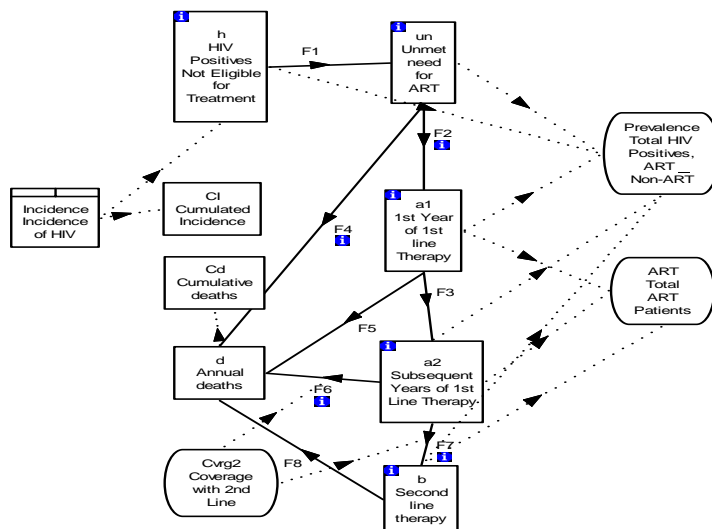 i
h
HIV
Positives
Not Eligible
for
Treatment
F1
i
un
Unmet
need
for
ART
F2
i
Prevalence
Total HIV
Positives,
ART
Non-ART
Incidence
Incidence
of HIV
CI
Cumulated
Incidence
F4
i
i
a1
1st Year
of 1st
line
Therapy
Cd
Cumulative
deaths
ART
Total
ART
Patients
F3
F5
d
Annual
deaths
i
a2
Subsequent
Years of 1st
Line Therapy
F6
i
Cvrg2
Coverage
with 2nd
Line
F8
F7
i
i
b
Second
line
therapy